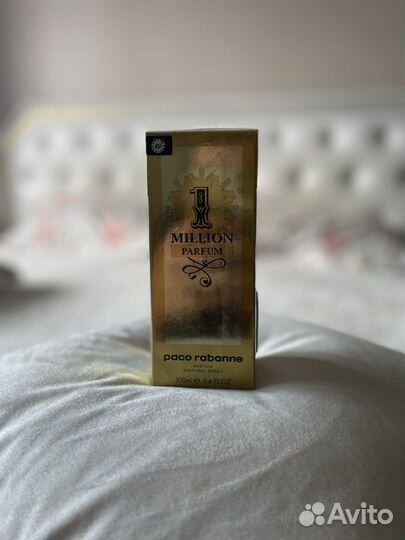 1
MILLION
PARFUM
paco rabanne
PARFUM
NATURAL SPRAY
100ml e 3.4 FL.OZ
Avito